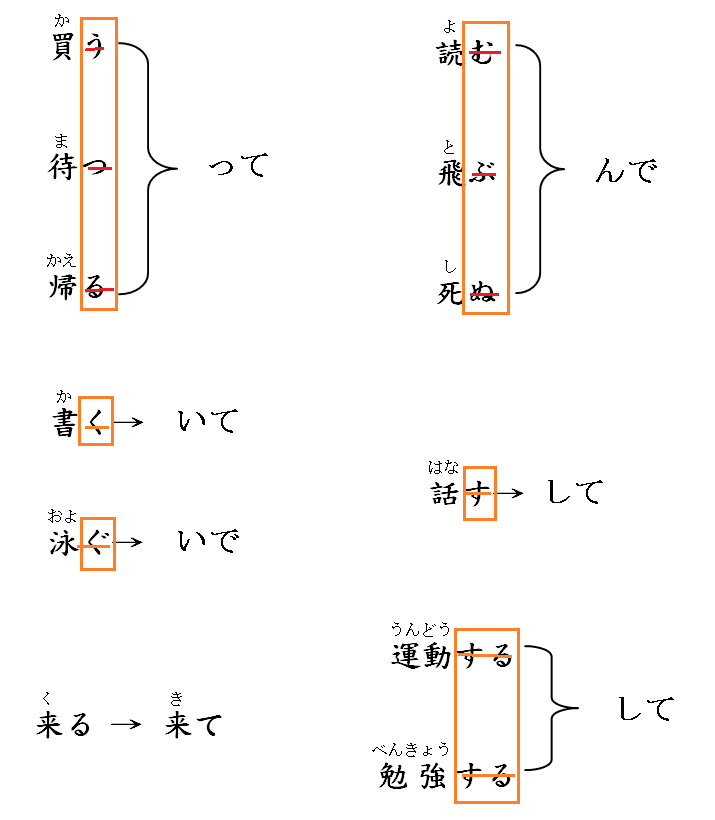 か
買う
ま
待つ
かえ
帰る
って
よ
読む
と
飛ぶ
し
死ぬ
んで
か
書く → いて
およ
泳ぐ → いで
はな
話す → して
く き
来る → 来て
うんどう
運動する
べんきょう
勉強する
して